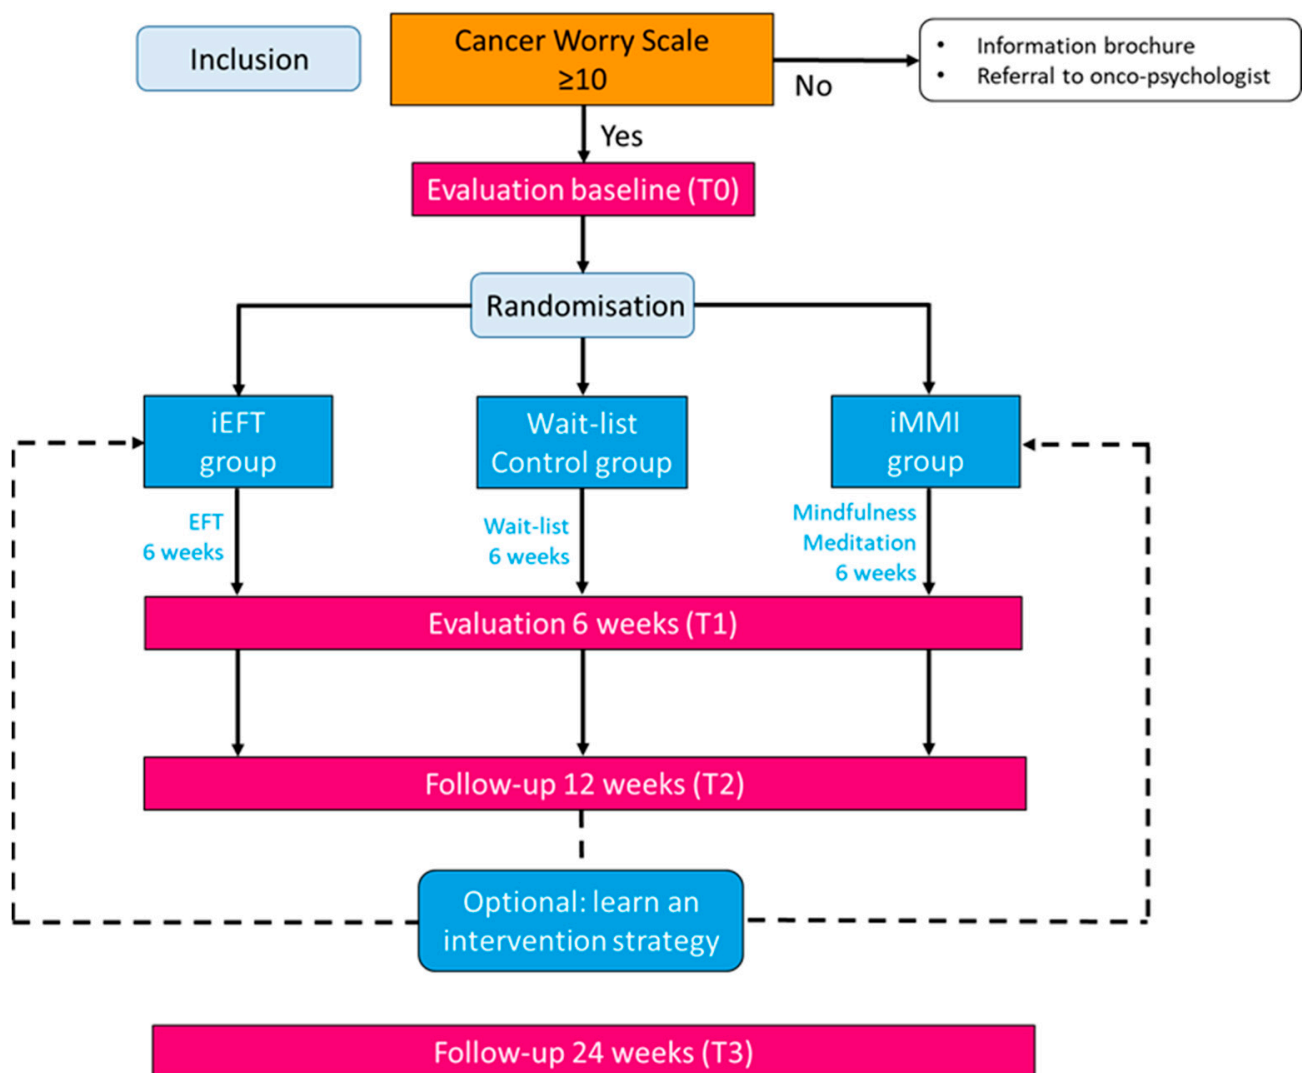 Inclusion
Cancer Worry Scale
≥10
• Information brochure
• Referral to onco-psychologist
No
Yes
Evaluation baseline (T0)
Randomisation
iEFT
group
Wait-list
Control group
iMMI
group
EFT
6 weeks
Wait-list
6 weeks
Mindfulness
Meditation
6 weeks
Evaluation 6 weeks (T1)
Follow-up 12 weeks (T2)
Optional: learn an
intervention strategy
Follow-up 24 weeks (T3)